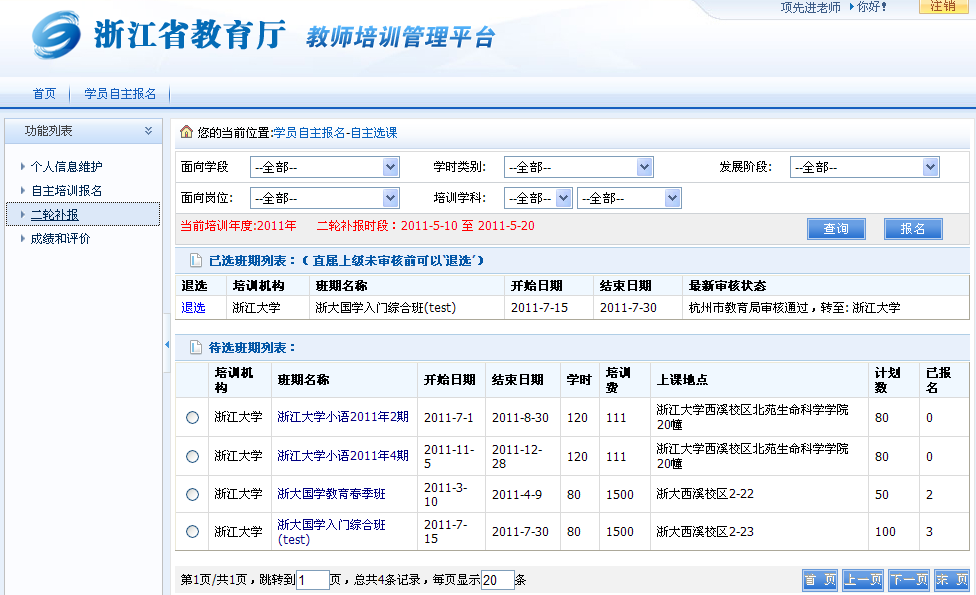 项先进老师 你好! 注销
浙江省教育厅 教师培训管理平台
首页 学员自主报名
功能列表
个人信息维护
自主培训报名
二轮补报
成绩和评价
您的当前位置:学员自主报名-自主选课
面向学段 --全部-- 学时类别: --全部-- 发展阶段: --全部--
面向岗位: --全部-- 培训学科: --全部-- --全部--
当前培训年度:2011年 二轮补报时段：2011-5-10 至 2011-5-20 查询 报名
已选班期列表：( 直属上级未审核前可以‘退选’)
退选 培训机构 班期名称 开始日期 结束日期 最新审核状态
退选 浙江大学 浙大国学入门综合班(test) 2011-7-15 2011-7-30 杭州市教育局审核通过，转至: 浙江大学
待选班期列表：
培训机构 班期名称 开始日期 结束日期 学时 培训费 上课地点 计划数 已报名
浙江大学 浙江大学小语2011年2期 2011-7-1 2011-8-30 120 111 浙江大学西溪校区北苑生命科学学院20幢 80 0
浙江大学 浙江大学小语2011年4期 2011-11-5 2011-12-28 120 111 浙江大学西溪校区北苑生命科学学院20幢 80 0
浙江大学 浙大国学教育春季班 2011-3-10 2011-4-9 80 1500 浙大西溪校区2-22 50 2
浙江大学 浙大国学入门综合班(test) 2011-7-15 2011-7-30 80 1500 浙大西溪校区2-23 100 3
第1页/共1页，跳转到1页，总共4条记录，每页显示20条 首 页 上一页 下一页 末 页